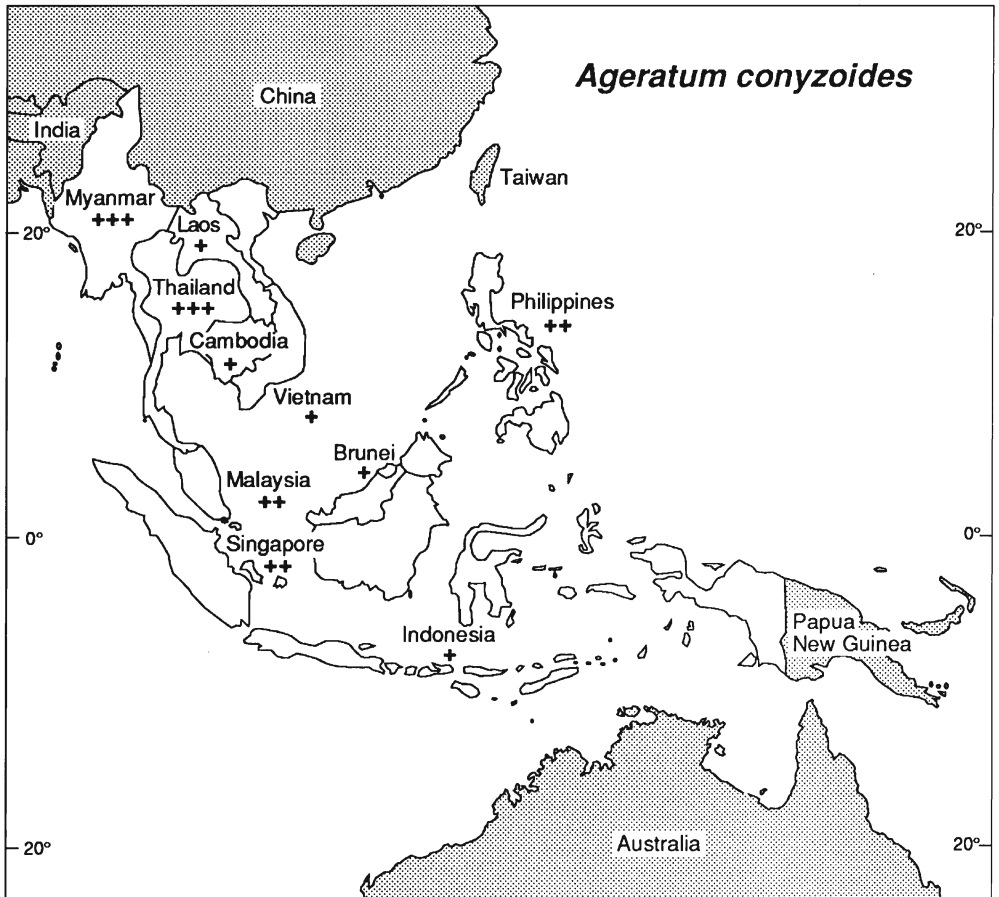 Ageratum conyzoides
China
India
Taiwan
Myanmar
+++
Laos
+
20°
20°
Thailand
+++
Philippines
++
Cambodia
+
Vietnam
+
Brunei
+
Malaysia
++
0°
0°
Singapore
++
Indonesia
+
Papua
New Guinea
Australia
20°
20°